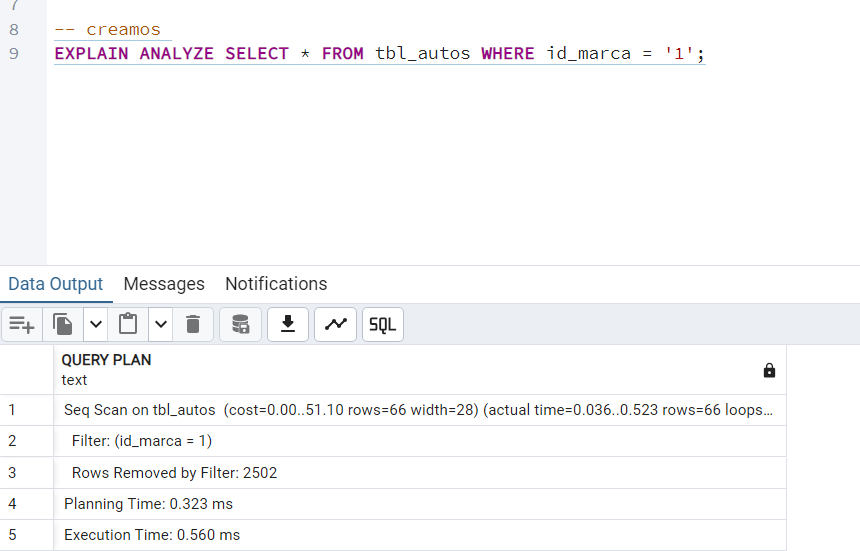 7
8 -- creamos
9 EXPLAIN ANALYZE SELECT * FROM tbl_autos WHERE id_marca = '1';
Data Output Messages Notifications
SQL
QUERY PLAN
text
1 Seq Scan on tbl_autos (cost=0.00..51.10 rows=66 width=28) (actual time=0.036..0.523 rows=66 loops...
2 Filter: (id_marca = 1)
3 Rows Removed by Filter: 2502
4 Planning Time: 0.323 ms
5 Execution Time: 0.560 ms